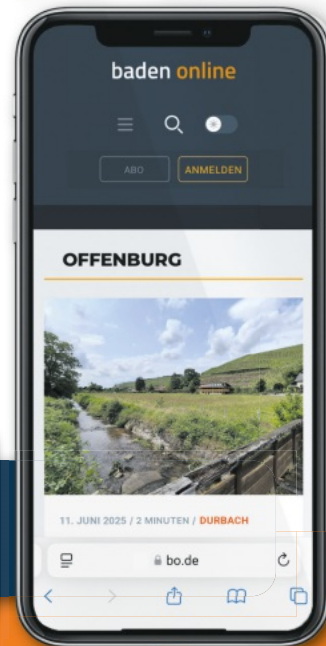 baden online
ABO
ANMELDEN
OFFENBURG
11. JUNI 2025 / 2 MINUTEN / DURBACH
bo.de